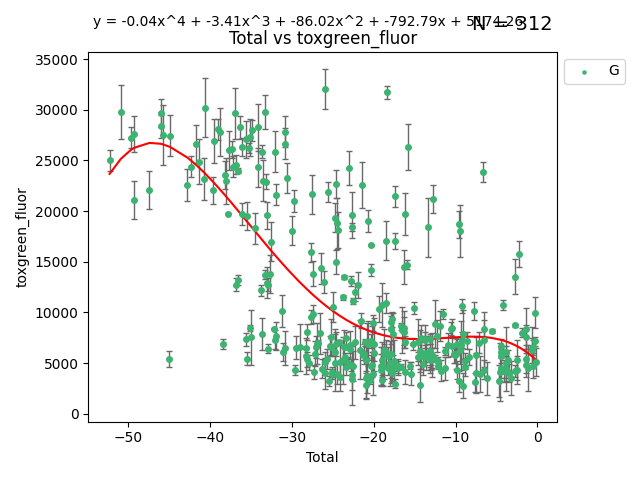 y = -0.04x^4 + -3.41x^3 + -86.02x^2 + -792.79x +
N = 312
Total vs toxgreen_fluor
G
toxgreen_fluor
35000
30000
25000
20000
15000
10000
5000
0
−50
−40
−30
−20
−10
0
Total